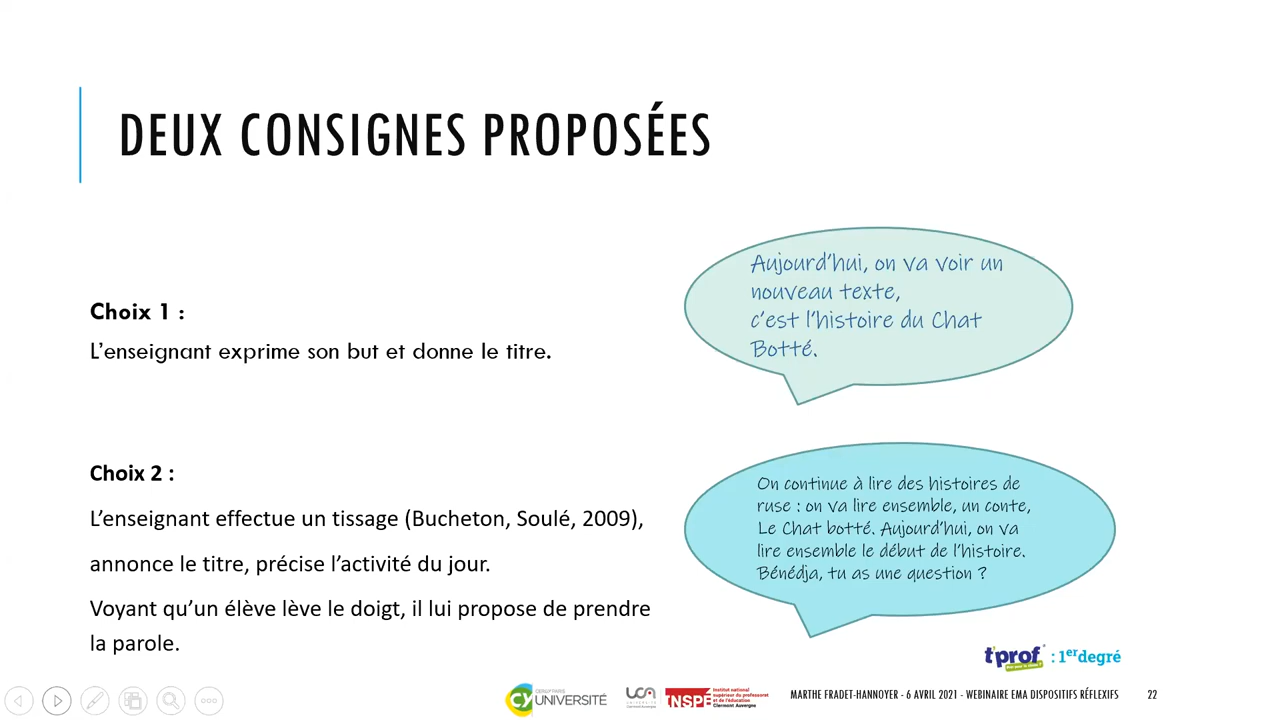 DEUX CONSIGNES PROPOSÉES
Choix 1 :
L'enseignant exprime son but et donne le titre.
Aujourd'hui, on va voir un
nouveau texte,
c'est l'histoire du Chat
Botté.
Choix 2 :
L'enseignant effectue un tissage (Bucheton, Soulé, 2009),
annonce le titre, précise l'activité du jour.
Voyant qu'un élève lève le doigt, il lui propose de prendre
la parole.
On continue à lire des histoires de
ruse : on va lire ensemble, un conte,
Le Chat botté. Aujourd'hui, on va
lire ensemble le début de l'histoire.
Bénédja, tu as une question ?
t'prof : 1er degré
CY
CERGY PARIS
UNIVERSITÉ
UCA
INSPÉ
Institut national
supérieur du professorat
et de l'éducation
Clermont Auvergne
MARTHE FRADET-HANNOYER - 6 AVRIL 2021 - WEBINAIRE EMA DISPOSITIFS RÉFLEXIFS
22